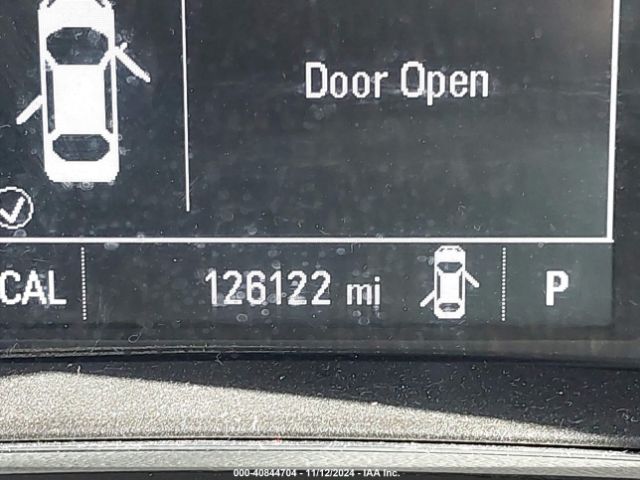 Door Open
CAL 126122 mi P
000-40844704 - 11/12/2024 - IAA Inc.